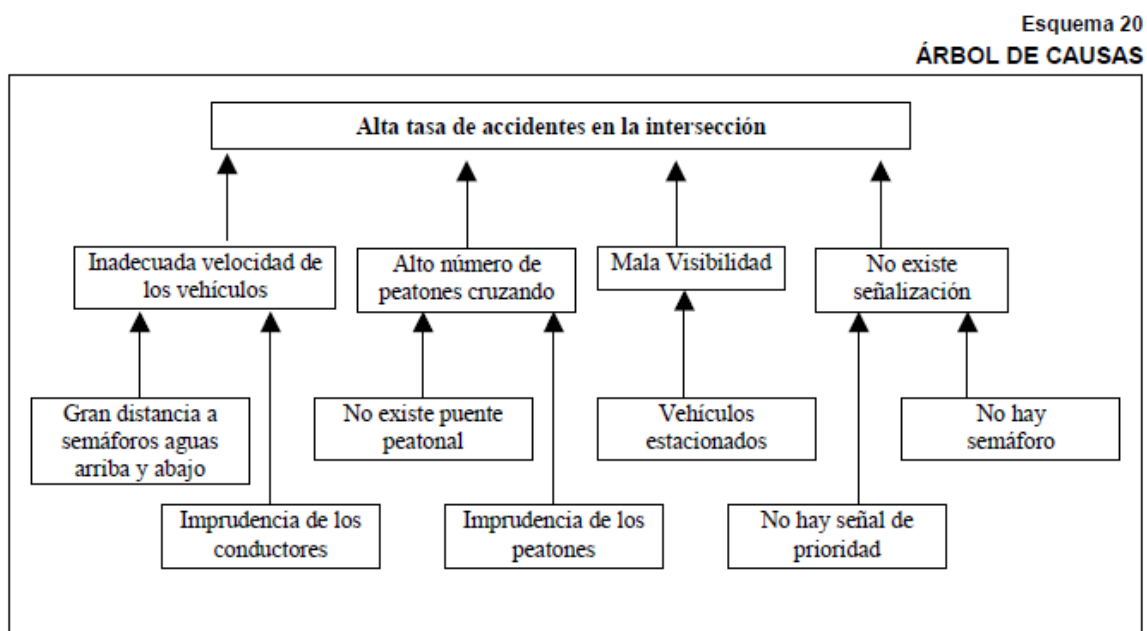 Esquema 20
ÁRBOL DE CAUSAS
Alta tasa de accidentes en la intersección
Inadecuada velocidad de
los vehículos
Alto número de
peatones cruzando
Mala Visibilidad
No existe
señalización
Gran distancia a
semáforos aguas
arriba y abajo
No existe puente
peatonal
Vehículos
estacionados
No hay
semáforo
Imprudencia de los
conductores
Imprudencia de los
peatones
No hay señal de
prioridad